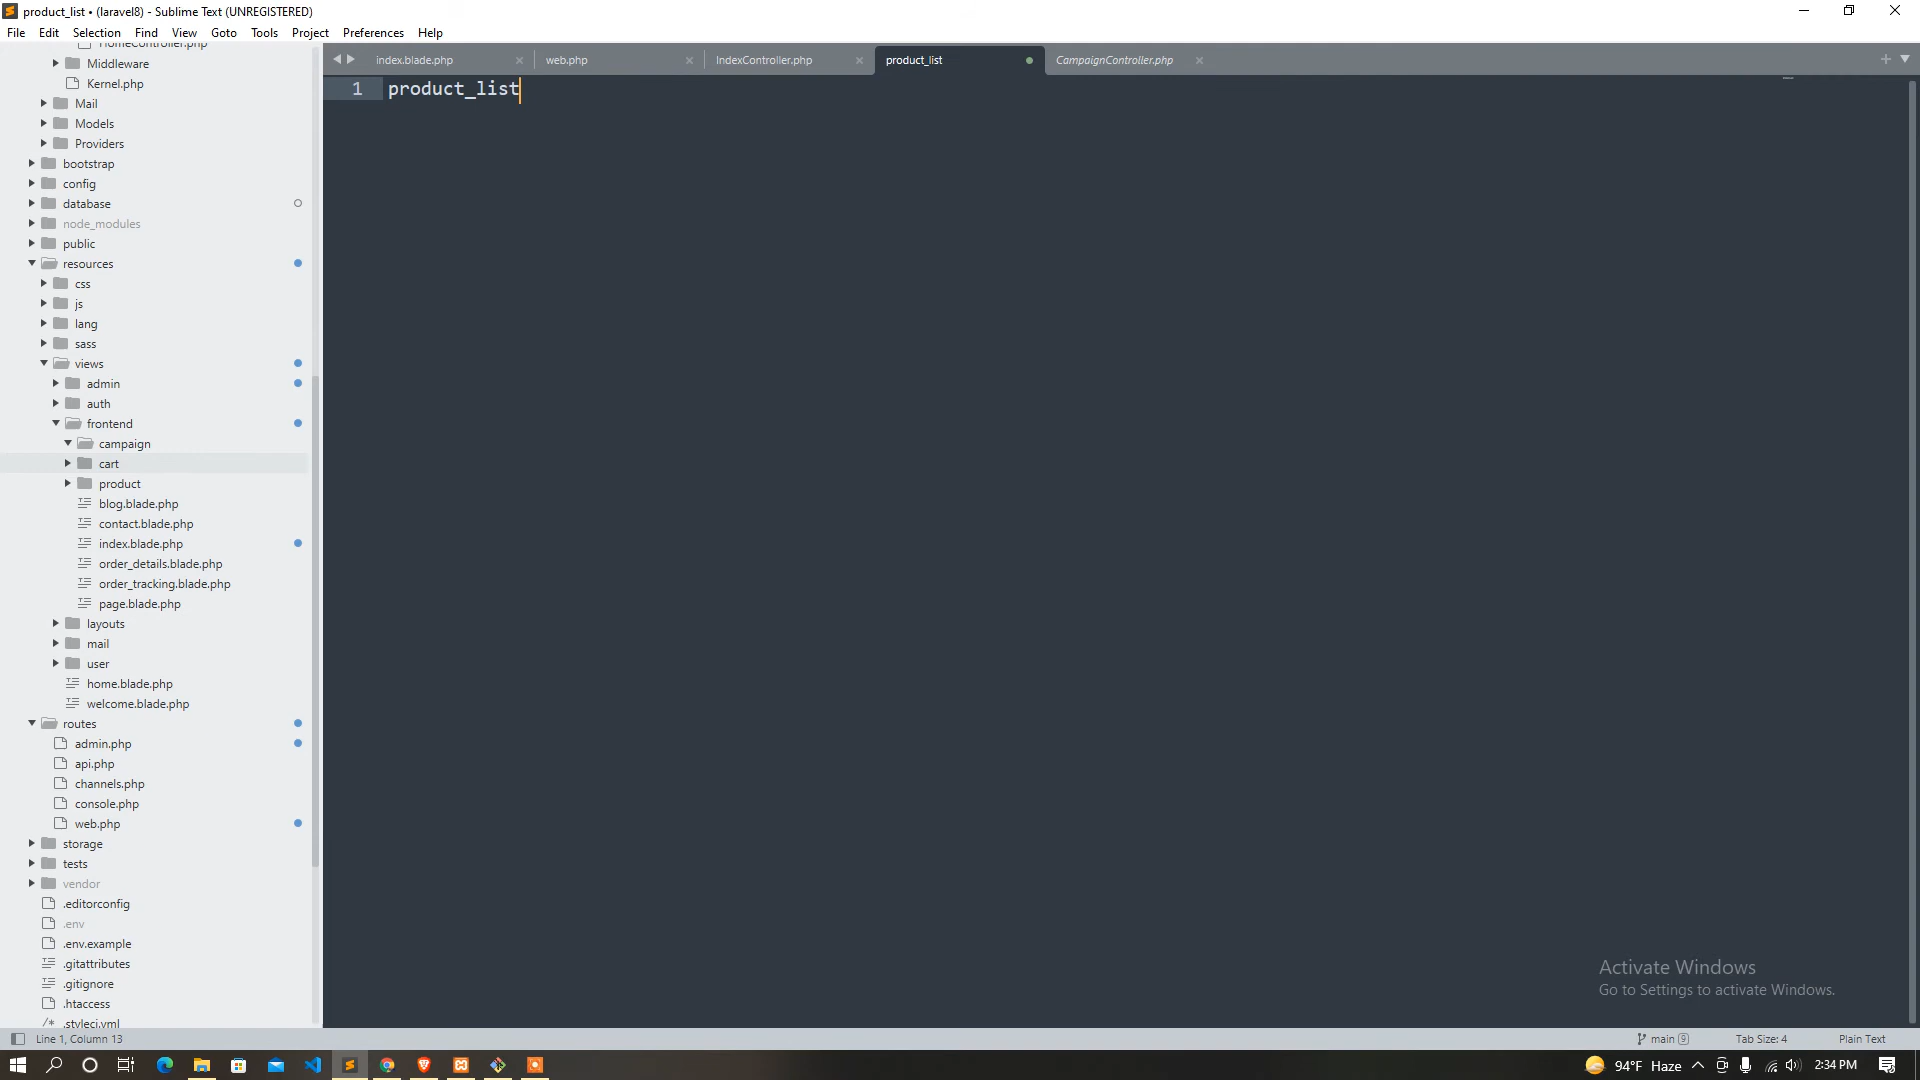 product_list • (laravel8) - Sublime Text (UNREGISTERED)
File Edit Selection Find View Goto Tools Project Preferences Help
index.blade.php × web.php × IndexController.php × product_list CampaignController.php ×
1 product_list
HomeController.php
Middleware
Kernel.php
Mail
Models
Providers
bootstrap
config
database
node_modules
public
resources
css
js
lang
sass
views
admin
auth
frontend
campaign
cart
product
blog.blade.php
contact.blade.php
index.blade.php
order_details.blade.php
order_tracking.blade.php
page.blade.php
layouts
mail
user
home.blade.php
welcome.blade.php
routes
admin.php
api.php
channels.php
console.php
web.php
storage
tests
vendor
.editorconfig
.env
.env.example
.gitattributes
.gitignore
.htaccess
.styleci.yml
Activate Windows
Go to Settings to activate Windows.
Line 1, Column 13 main 9 Tab Size: 4 Plain Text
94°F Haze 2:34 PM